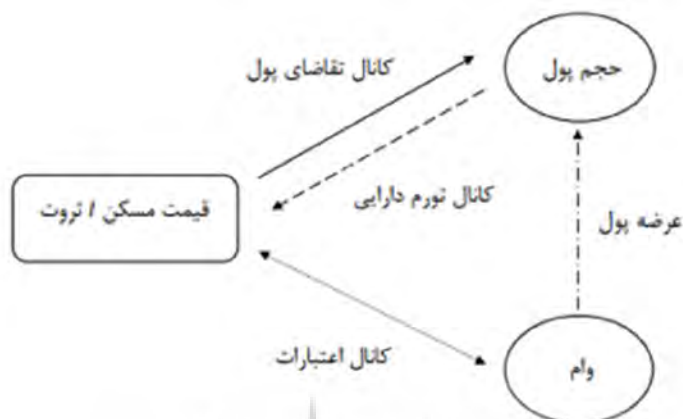 حجم پول
کانال تقاضای پول
کانال تورم دارایی
قیمت مسکن / ثروت
عرضه پول
کانال اعتبارات
وام